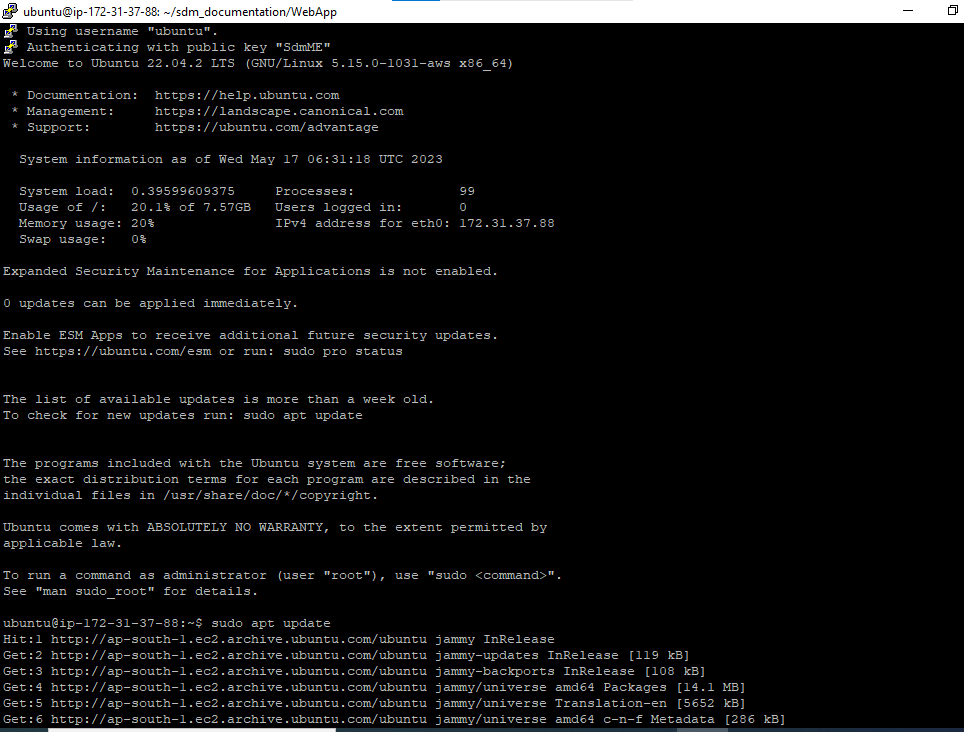 ubuntu@ip-172-31-37-88: ~/sdm_documentation/WebApp
Using username "ubuntu".
Authenticating with public key "SdmME"
Welcome to Ubuntu 22.04.2 LTS (GNU/Linux 5.15.0-1031-aws x86_64)
* Documentation:  https://help.ubuntu.com
* Management:     https://landscape.canonical.com
* Support:        https://ubuntu.com/advantage
System information as of Wed May 17 06:31:18 UTC 2023
System load:  0.39599609375     Processes:             99
Usage of /:   20.1% of 7.57GB   Users logged in:       0
Memory usage: 20%               IPv4 address for eth0: 172.31.37.88
Swap usage:   0%
Expanded Security Maintenance for Applications is not enabled.
0 updates can be applied immediately.
Enable ESM Apps to receive additional future security updates.
See https://ubuntu.com/esm or run: sudo pro status
The list of available updates is more than a week old.
To check for new updates run: sudo apt update
The programs included with the Ubuntu system are free software;
the exact distribution terms for each program are described in the
individual files in /usr/share/doc/*/copyright.
Ubuntu comes with ABSOLUTELY NO WARRANTY, to the extent permitted by
applicable law.
To run a command as administrator (user "root"), use "sudo <command>".
See "man sudo_root" for details.
ubuntu@ip-172-31-37-88:~$ sudo apt update
Hit:1 http://ap-south-1.ec2.archive.ubuntu.com/ubuntu jammy InRelease
Get:2 http://ap-south-1.ec2.archive.ubuntu.com/ubuntu jammy-updates InRelease [119 kB]
Get:3 http://ap-south-1.ec2.archive.ubuntu.com/ubuntu jammy-backports InRelease [108 kB]
Get:4 http://ap-south-1.ec2.archive.ubuntu.com/ubuntu jammy/universe amd64 Packages [14.1 MB]
Get:5 http://ap-south-1.ec2.archive.ubuntu.com/ubuntu jammy/universe Translation-en [5652 kB]
Get:6 http://ap-south-1.ec2.archive.ubuntu.com/ubuntu jammy/universe amd64 c-n-f Metadata [286 kB]